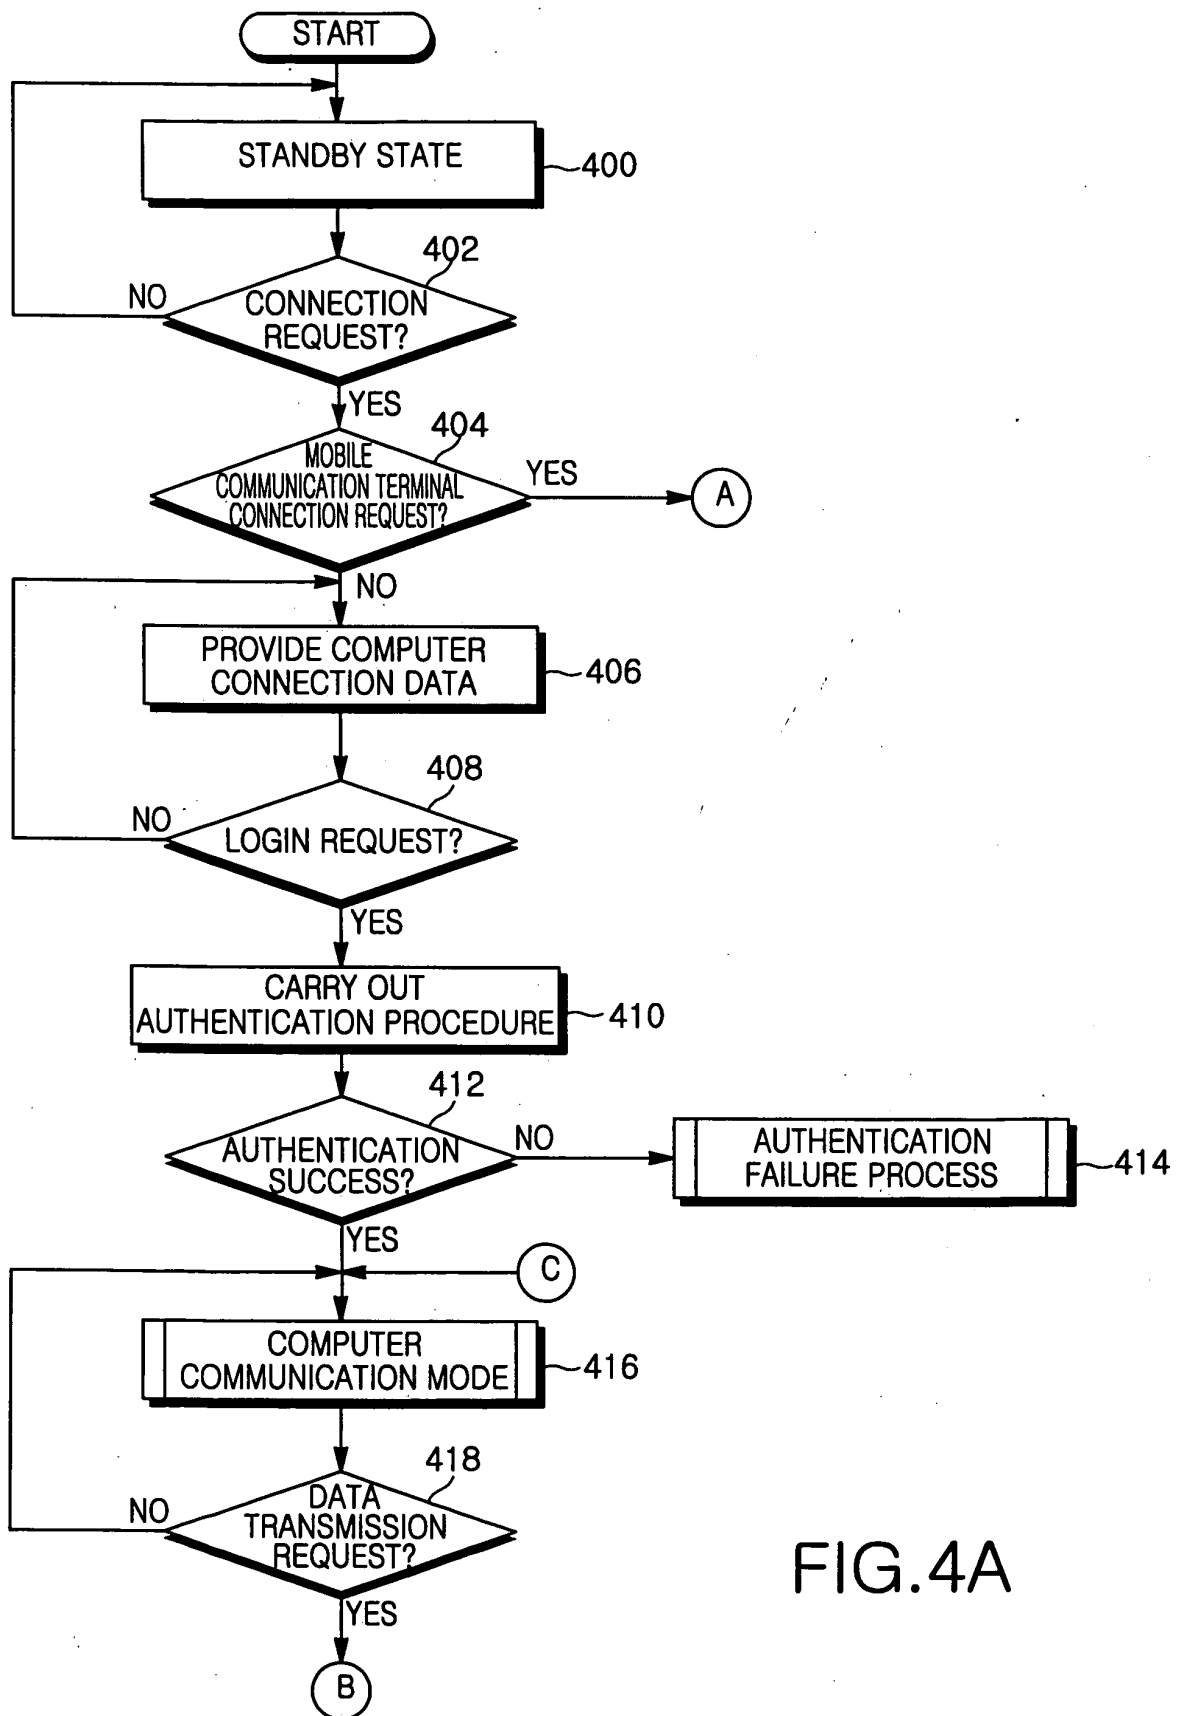 START
STANDBY STATE
400
402
NO
CONNECTION
REQUEST?
YES
404
MOBILE
COMMUNICATION TERMINAL
CONNECTION REQUEST?
YES
A
NO
PROVIDE COMPUTER
CONNECTION DATA
406
408
NO
LOGIN REQUEST?
YES
CARRY OUT
AUTHENTICATION PROCEDURE
410
412
AUTHENTICATION
SUCCESS?
NO
AUTHENTICATION
FAILURE PROCESS
414
YES
C
COMPUTER
COMMUNICATION MODE
416
418
NO
DATA
TRANSMISSION
REQUEST?
YES
B
FIG.4A